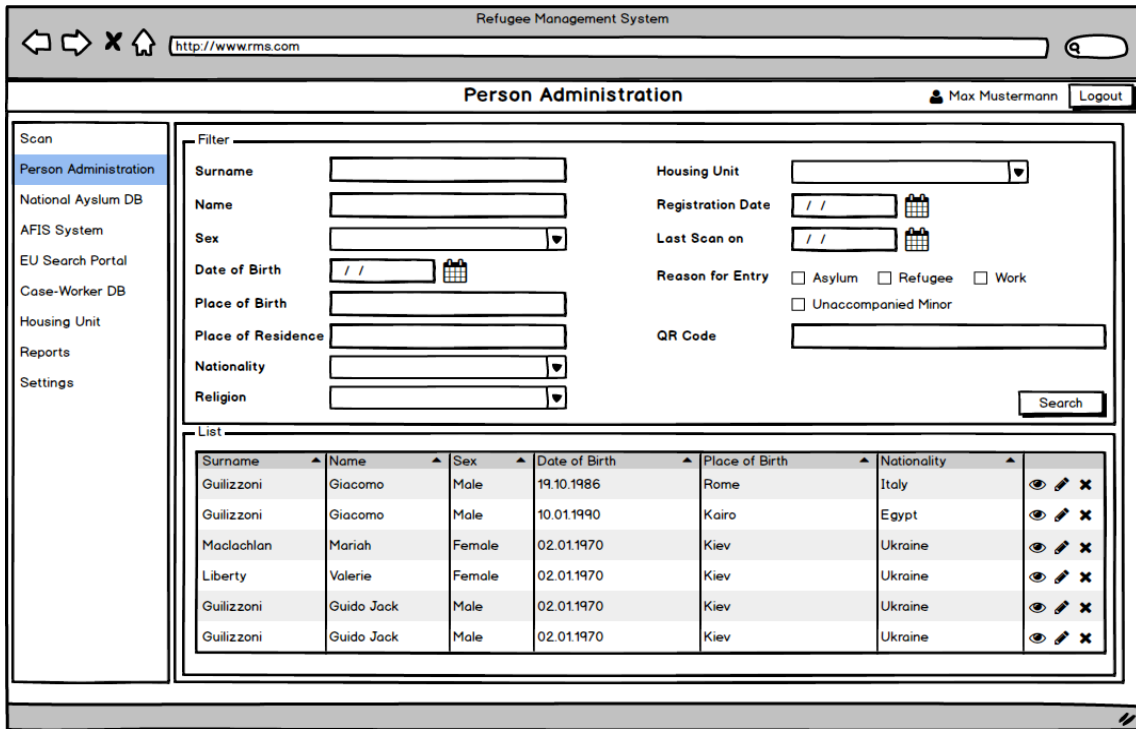 Refugee Management System
http://www.rms.com
Person Administration
Max Mustermann
Logout
Scan
Person Administration
National Ayslum DB
AFIS System
EU Search Portal
Case-Worker DB
Housing Unit
Reports
Settings
Filter
Surname
Name
Sex
Date of Birth / /
Place of Birth
Place of Residence
Nationality
Religion
Housing Unit
Registration Date / /
Last Scan on / /
Reason for Entry Asylum Refugee Work
Unaccompanied Minor
QR Code
Search
List
Surname Name Sex Date of Birth Place of Birth Nationality
Guilizzoni Giacomo Male 19.10.1986 Rome Italy
Guilizzoni Giacomo Male 10.01.1990 Kairo Egypt
Maclachlan Mariah Female 02.01.1970 Kiev Ukraine
Liberty Valerie Female 02.01.1970 Kiev Ukraine
Guilizzoni Guido Jack Male 02.01.1970 Kiev Ukraine
Guilizzoni Guido Jack Male 02.01.1970 Kiev Ukraine